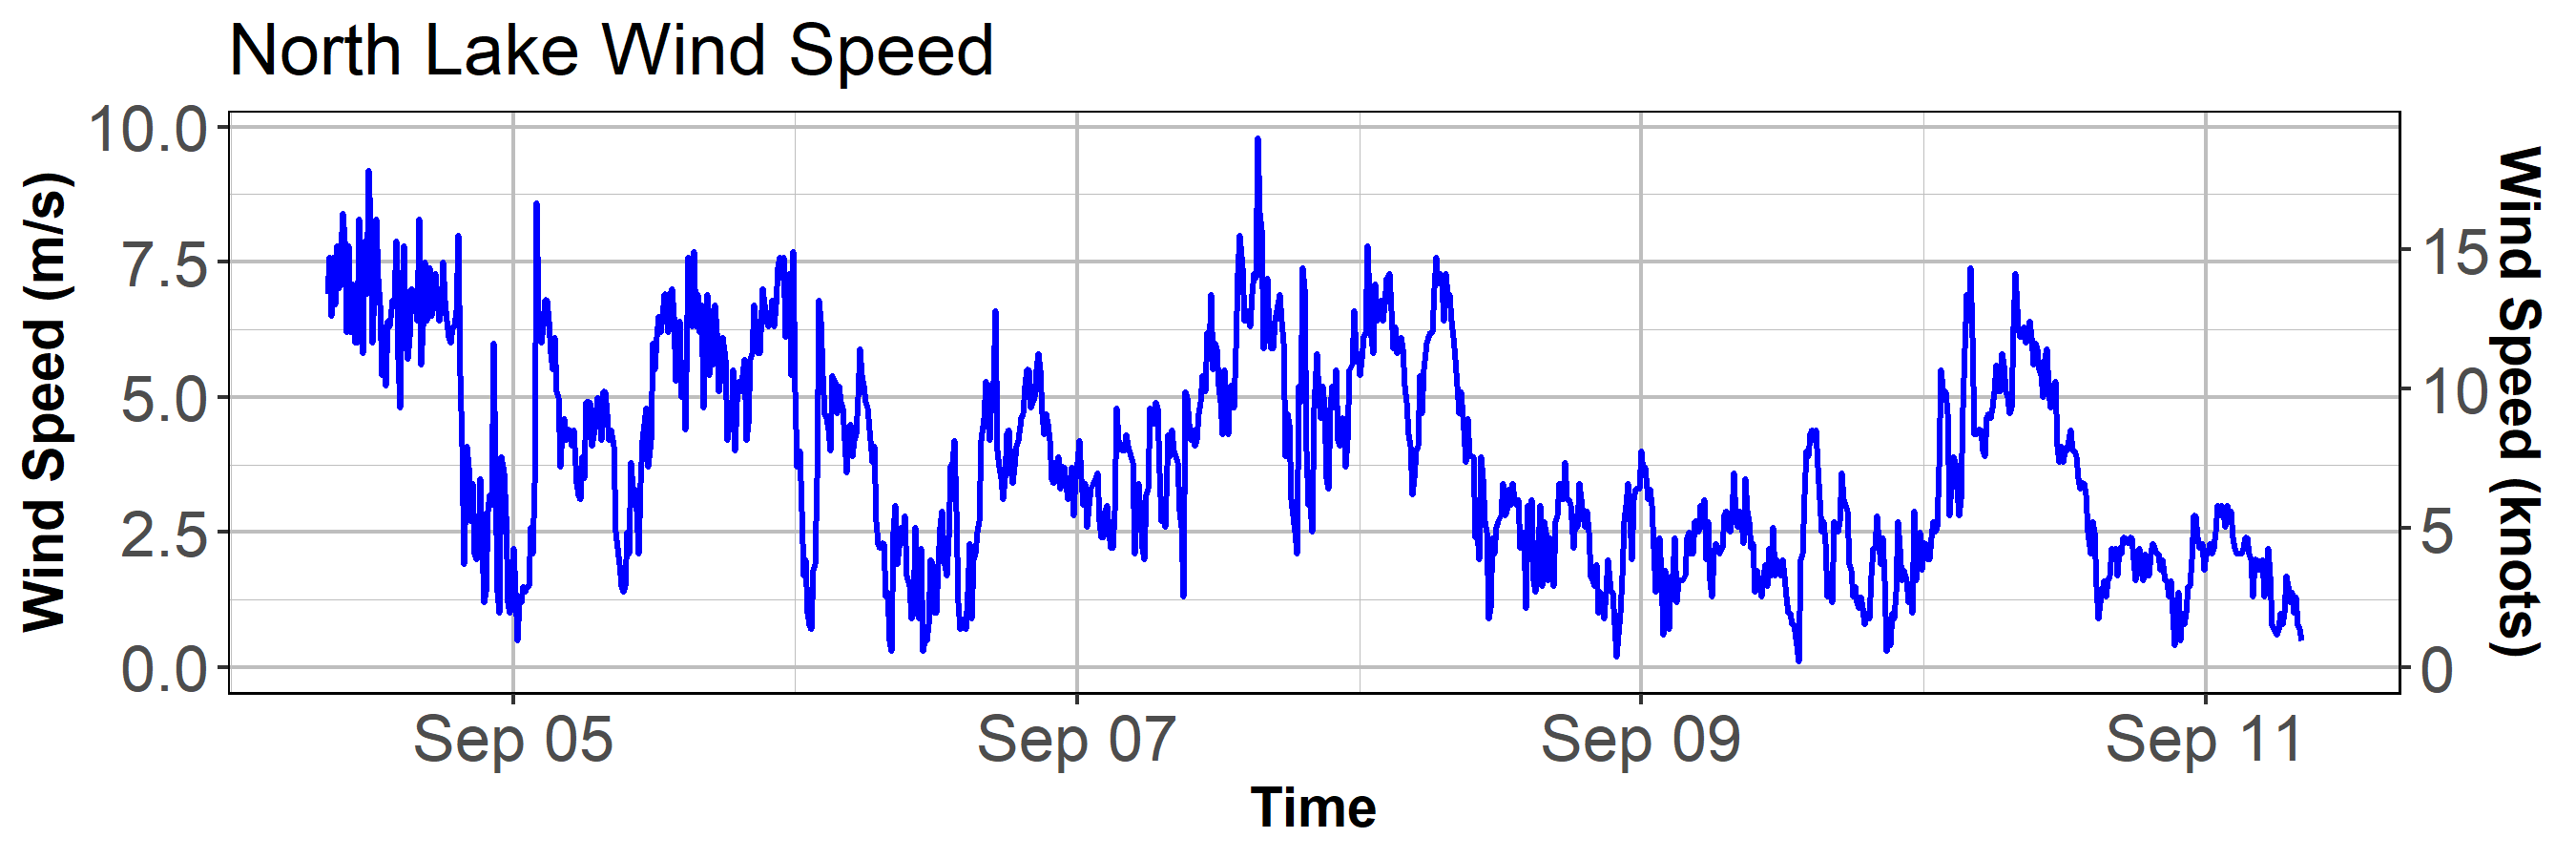 North Lake Wind Speed
10.0
7.5
5.0
2.5
0.0
Wind Speed (m/s)
15
10
5
0
Wind Speed (knots)
Sep 05
Sep 07
Sep 09
Sep 11
Time